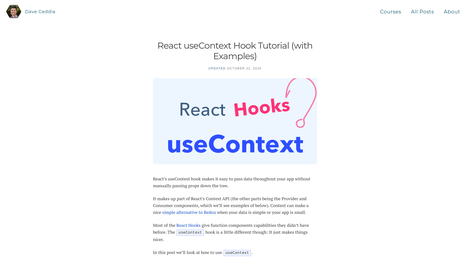 Dave Ceddia
Courses All Posts About
React useContext Hook Tutorial (with
Examples)
UPDATED OCTOBER 22, 2020
React Hooks
useContext
React's useContext hook makes it easy to pass data throughout your app without
manually passing props down the tree.
It makes up part of React's Context API (the other parts being the Provider and
Consumer components, which we'll see examples of below). Context can make a
nice simple alternative to Redux when your data is simple or your app is small.
Most of the React Hooks give function components capabilities they didn't have
before. The useContext hook is a little different though: It just makes things
nicer.
In this post we'll look at how to use useContext .